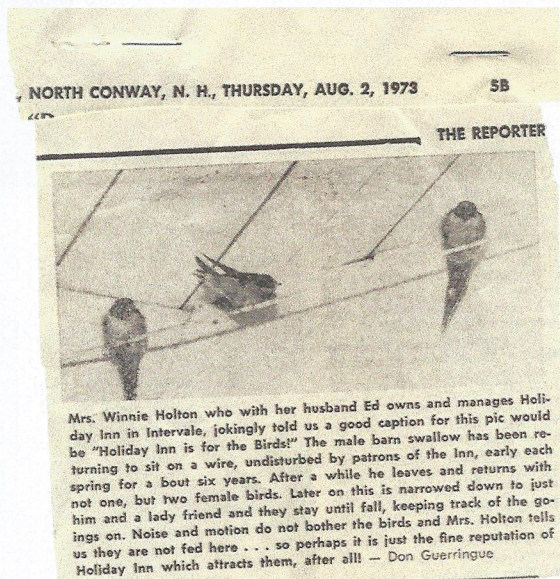 , NORTH CONWAY, N. H., THURSDAY, AUG. 2, 1973 5B
THE REPORTER
Mrs. Winnie Holton who with her husband Ed owns and manages Holi-
day Inn in Intervale, jokingly told us a good caption for this pic would
be "Holiday Inn is for the Birds!" The male barn swallow has been re-
turning to sit on a wire, undisturbed by patrons of the Inn, early each
spring for a bout six years. After a while he leaves and returns with
not one, but two female birds. Later on this is narrowed down to just
him and a lady friend and they stay until fall, keeping track of the go-
ings on. Noise and motion do not bother the birds and Mrs. Holton tells
us they are not fed here . . . so perhaps it is just the fine reputation of
Holiday Inn which attracts them, after all! — Don Guerringue